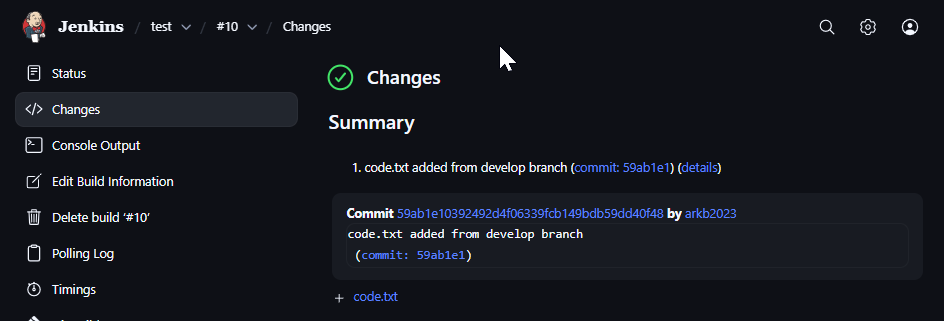 Jenkins / test / #10 / Changes
Status
Changes
Console Output
Edit Build Information
Delete build ‘#10’
Polling Log
Timings
Changes
Summary
1. code.txt added from develop branch (commit: 59ab1e1) (details)
Commit 59ab1e10392492d4f06339fcb149bdb59dd40f48 by arkb2023
code.txt added from develop branch
(commit: 59ab1e1)
+ code.txt